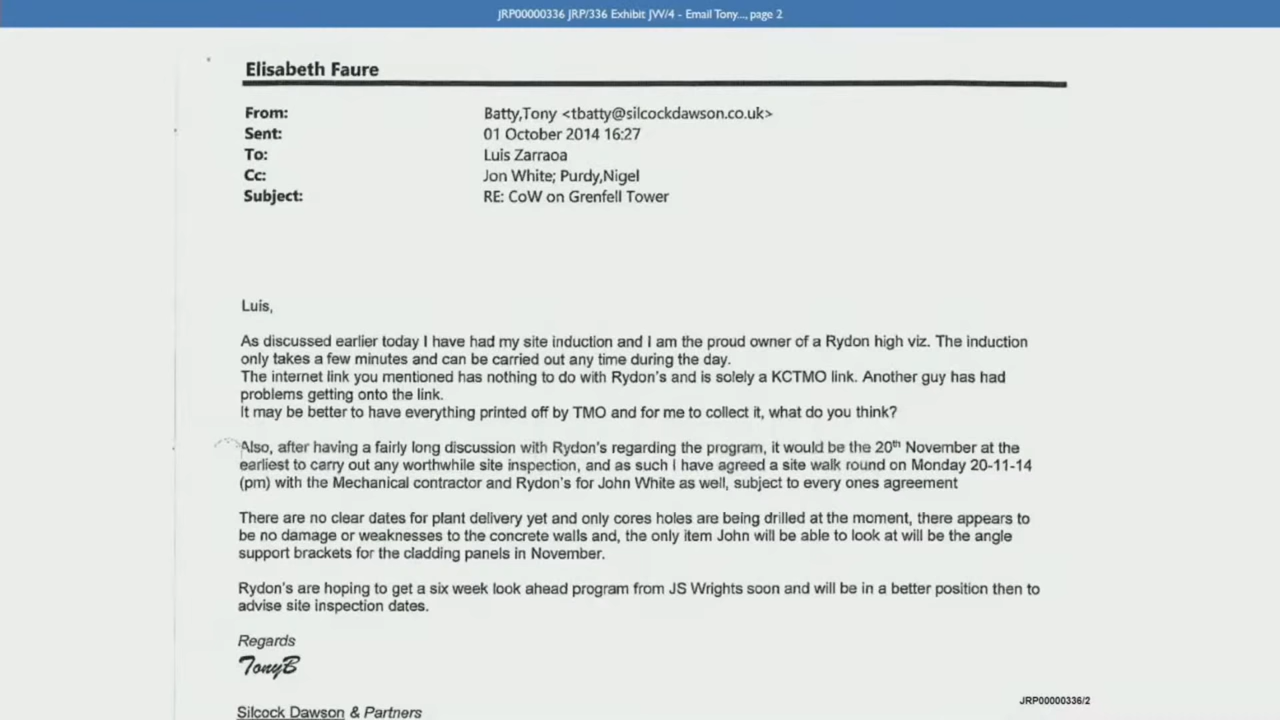 JRP00000336 JRP/336 Exhibit JW/4 - Email Tony..., page 2
Elisabeth Faure
From: Batty,Tony <tbatty@silcockdawson.co.uk>
Sent: 01 October 2014 16:27
To: Luis Zarraoa
Cc: Jon White; Purdy,Nigel
Subject: RE: CoW on Grenfell Tower
Luis,
As discussed earlier today I have had my site induction and I am the proud owner of a Rydon high viz. The induction
only takes a few minutes and can be carried out any time during the day.
The internet link you mentioned has nothing to do with Rydon's and is solely a KCTMO link. Another guy has had
problems getting onto the link.
It may be better to have everything printed off by TMO and for me to collect it, what do you think?
Also, after having a fairly long discussion with Rydon's regarding the program, it would be the 20th November at the
earliest to carry out any worthwhile site inspection, and as such I have agreed a site walk round on Monday 20-11-14
(pm) with the Mechanical contractor and Rydon's for John White as well, subject to every ones agreement
There are no clear dates for plant delivery yet and only cores holes are being drilled at the moment, there appears to
be no damage or weaknesses to the concrete walls and, the only item John will be able to look at will be the angle
support brackets for the cladding panels in November.
Rydon's are hoping to get a six week look ahead program from JS Wrights soon and will be in a better position then to
advise site inspection dates.
Regards
TonyB
JRP00000336/2
Silcock Dawson & Partners